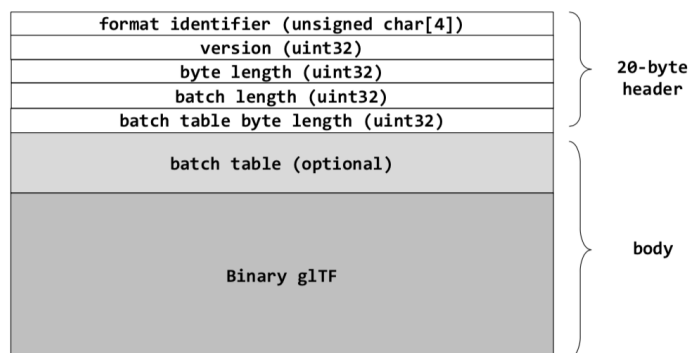 format identifier (unsigned char[4])
version (uint32)
byte length (uint32)
batch length (uint32)
batch table byte length (uint32)
20-byte
header
batch table (optional)
Binary glTF
body